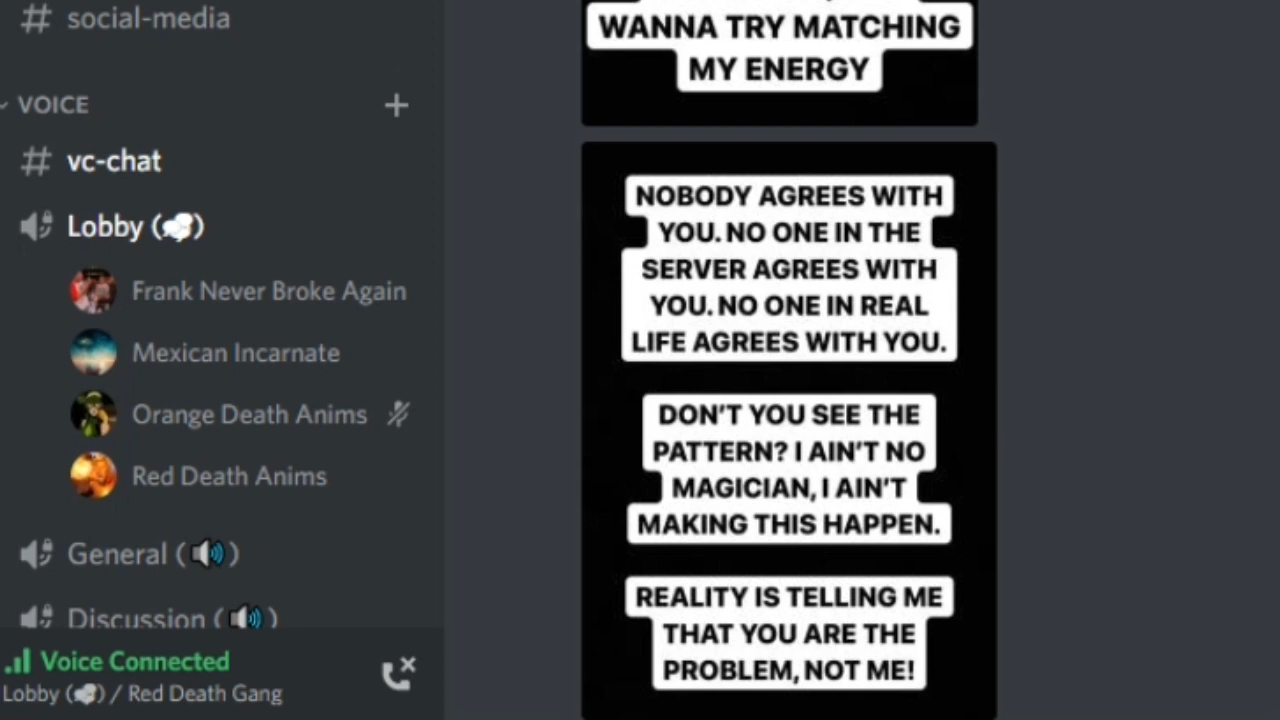 # social-media
VOICE
# vc-chat
Lobby
Frank Never Broke Again
Mexican Incarnate
Orange Death Anims
Red Death Anims
General
Discussion
Voice Connected
Lobby / Red Death Gang
WANNA TRY MATCHING
MY ENERGY
NOBODY AGREES WITH
YOU. NO ONE IN THE
SERVER AGREES WITH
YOU. NO ONE IN REAL
LIFE AGREES WITH YOU.
DON'T YOU SEE THE
PATTERN? I AIN'T NO
MAGICIAN, I AIN'T
MAKING THIS HAPPEN.
REALITY IS TELLING ME
THAT YOU ARE THE
PROBLEM, NOT ME!